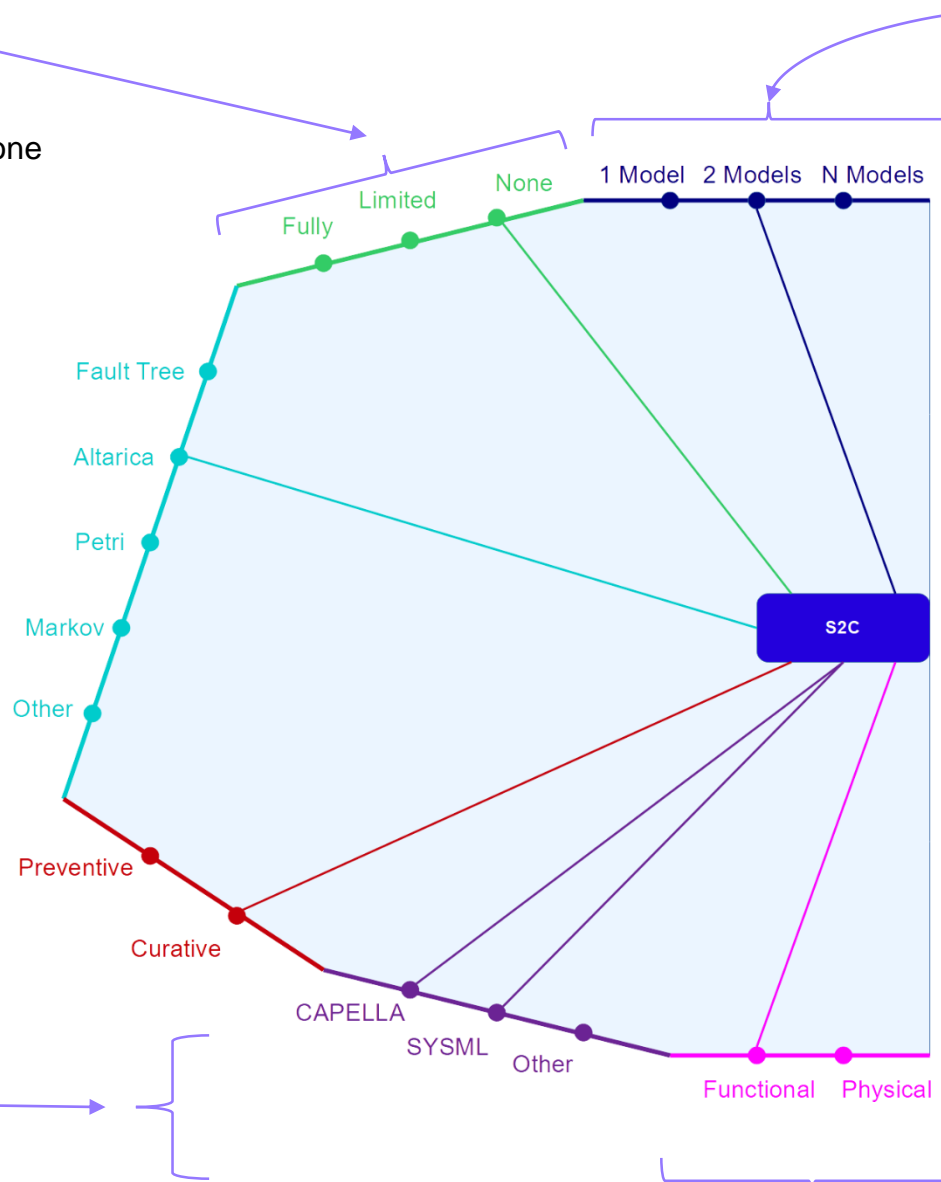 one
1 Model 2 Models N Models
None
Limited
Fully
Fault Tree
Altarica
Petri
Markov
S2C
Other
Preventive
Curative
CAPELLA
SYSML
Other
Functional Physical